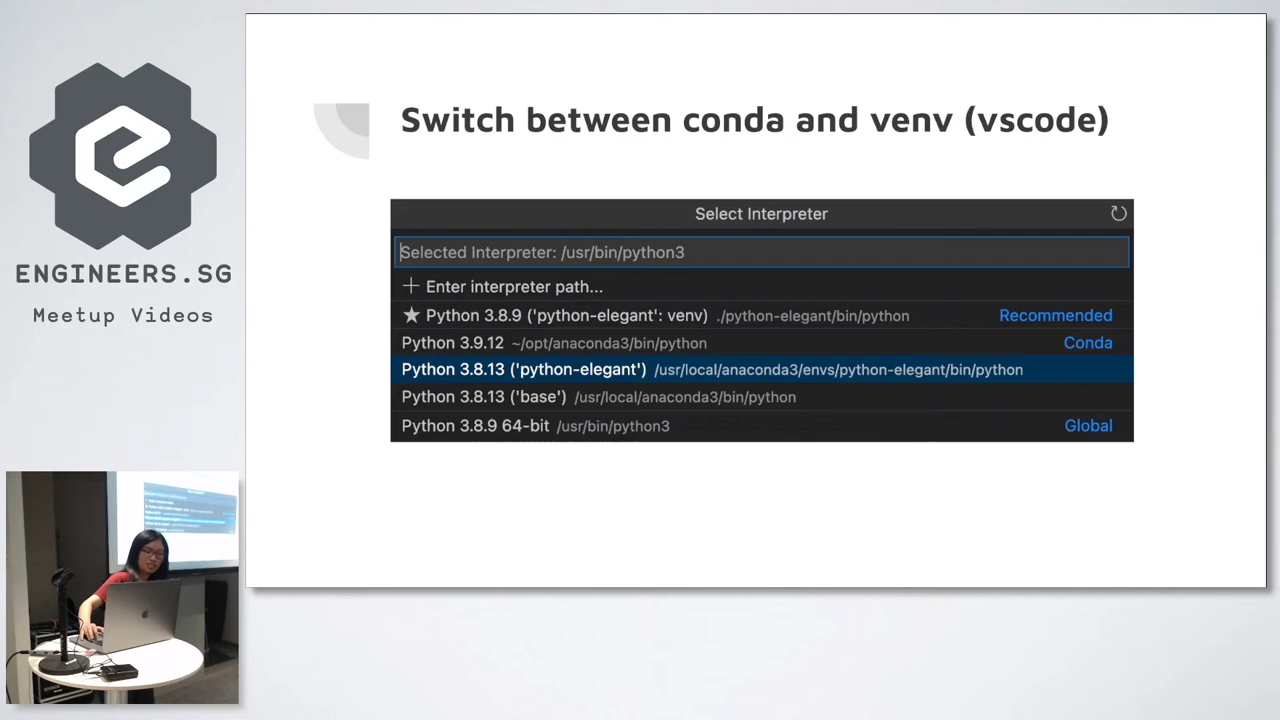 ENGINEERS.SG
Meetup Videos
Switch between conda and venv (vscode)
Select Interpreter
Selected Interpreter: /usr/bin/python3
Enter interpreter path...
★ Python 3.8.9 ('python-elegant': venv) ./python-elegant/bin/python Recommended
Python 3.9.12 ~/opt/anaconda3/bin/python Conda
Python 3.8.13 ('python-elegant') /usr/local/anaconda3/envs/python-elegant/bin/python
Python 3.8.13 ('base') /usr/local/anaconda3/bin/python
Python 3.8.9 64-bit /usr/bin/python3 Global